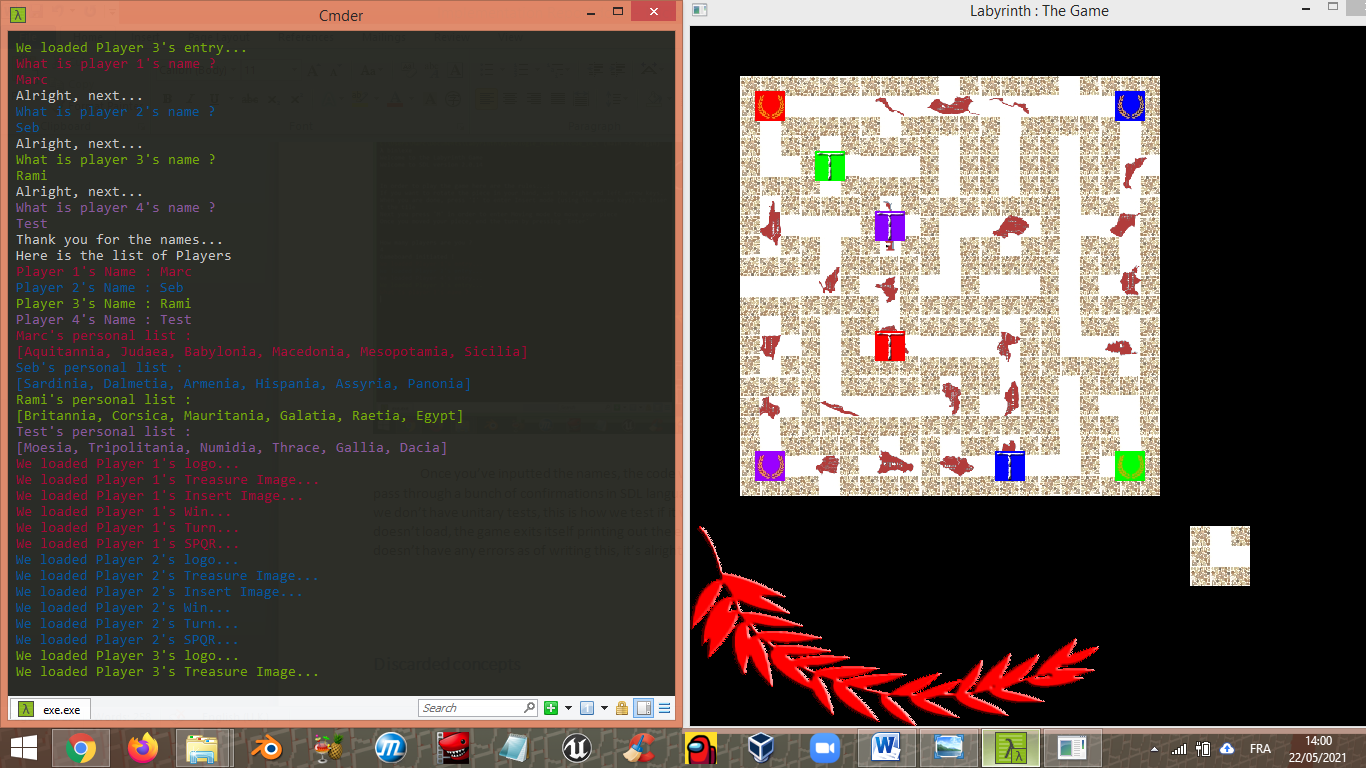 Cmder
We loaded Player 3's entry...
What is player 1's name ?
Marc
Alright, next...
What is player 2's name ?
Seb
Alright, next...
What is player 3's name ?
Rami
Alright, next...
What is player 4's name ?
Test
Thank you for the names...
Here is the list of Players
Player 1's Name : Marc
Player 2's Name : Seb
Player 3's Name : Rami
Player 4's Name : Test
Marc's personal list :
[Aquitannia, Judaea, Babylonia, Macedonia, Mesopotamia, Sicilia]
Seb's personal list :
[Sardinia, Dalmetia, Armenia, Hispania, Assyria, Panonia]
Rami's personal list :
[Britannia, Corsica, Mauritania, Galatia, Raetia, Egypt]
Test's personal list :
[Moesia, Tripolitania, Numidia, Thrace, Gallia, Dacia]
We loaded Player 1's logo...
We loaded Player 1's Treasure Image...
We loaded Player 1's Insert Image...
We loaded Player 1's Win...
We loaded Player 1's Turn...
We loaded Player 1's SPQR...
We loaded Player 2's logo...
We loaded Player 2's Treasure Image...
We loaded Player 2's Insert Image...
We loaded Player 2's Win...
We loaded Player 2's Turn...
We loaded Player 2's SPQR...
We loaded Player 3's logo...
We loaded Player 3's Treasure Image...
Discarded concepts
exe.exe
Search
Labyrinth : The Game
FRA
14:00
22/05/2021